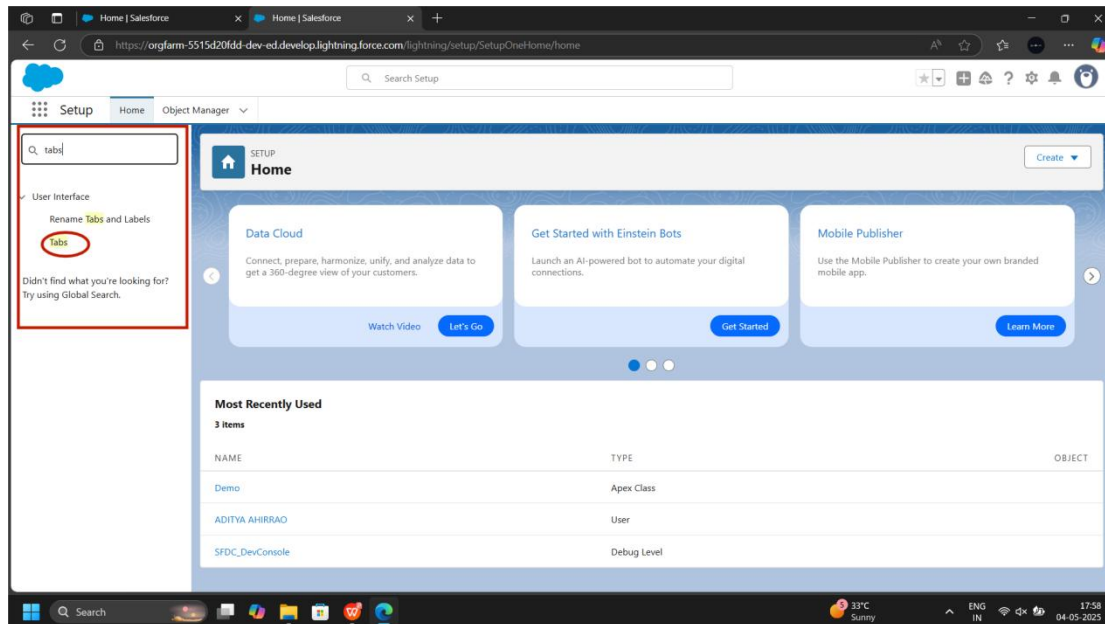 Home | Salesforce
Home | Salesforce
https://orgfarm-5515d20fdd-dev-ed.develop.lightning.force.com/lightning/setup/SetupOneHome/home
Search Setup
Setup
Home
Object Manager
tabs
User Interface
Rename Tabs and Labels
Tabs
Didn't find what you're looking for?
Try using Global Search.
SETUP
Home
Create
Data Cloud
Connect, prepare, harmonize, unify, and analyze data to
get a 360-degree view of your customers.
Watch Video
Let's Go
Get Started with Einstein Bots
Launch an AI-powered bot to automate your digital
connections.
Get Started
Mobile Publisher
Use the Mobile Publisher to create your own branded
mobile app.
Learn More
Most Recently Used
3 items
NAME TYPE OBJECT
Demo Apex Class
ADITYA AHIRRAO User
SFDC_DevConsole Debug Level
Search
5
33°C
Sunny
ENG
IN
17:58
04-05-2025